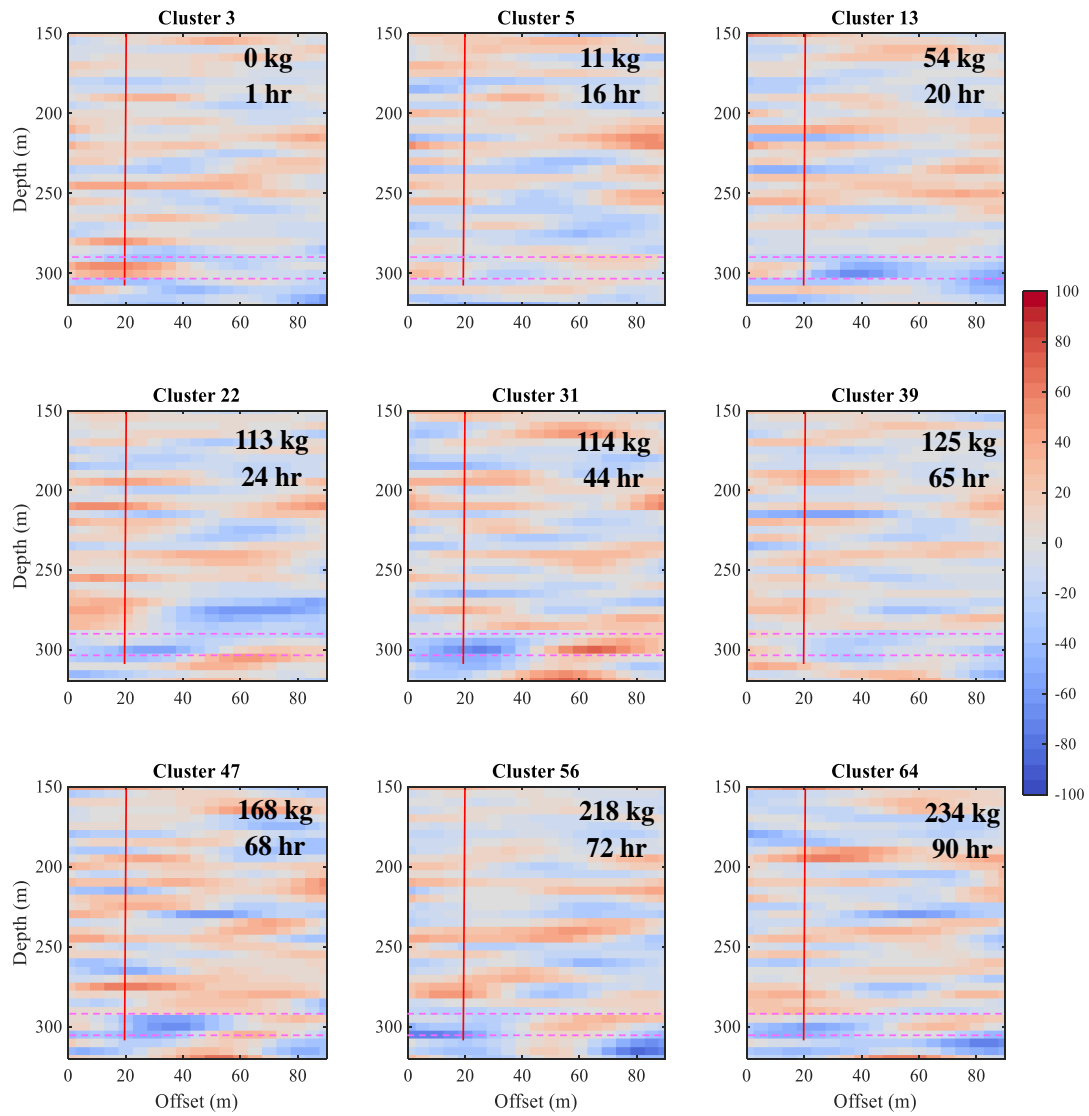 Cluster 3
150
200
250
300
Depth (m)
0 20 40 60 80
Offset (m)
0 kg
1 hr
Cluster 5
150
200
250
300
0 20 40 60 80
Offset (m)
11 kg
16 hr
Cluster 13
150
200
250
300
0 20 40 60 80
Offset (m)
54 kg
20 hr
Cluster 22
150
200
250
300
Depth (m)
0 20 40 60 80
113 kg
24 hr
Cluster 31
150
200
250
300
0 20 40 60 80
114 kg
44 hr
Cluster 39
150
200
250
300
0 20 40 60 80
125 kg
65 hr
100
80
60
40
20
0
-20
-40
-60
-80
-100
Cluster 47
150
200
250
300
Depth (m)
0 20 40 60 80
Offset (m)
168 kg
68 hr
Cluster 56
150
200
250
300
0 20 40 60 80
Offset (m)
218 kg
72 hr
Cluster 64
150
200
250
300
0 20 40 60 80
Offset (m)
234 kg
90 hr